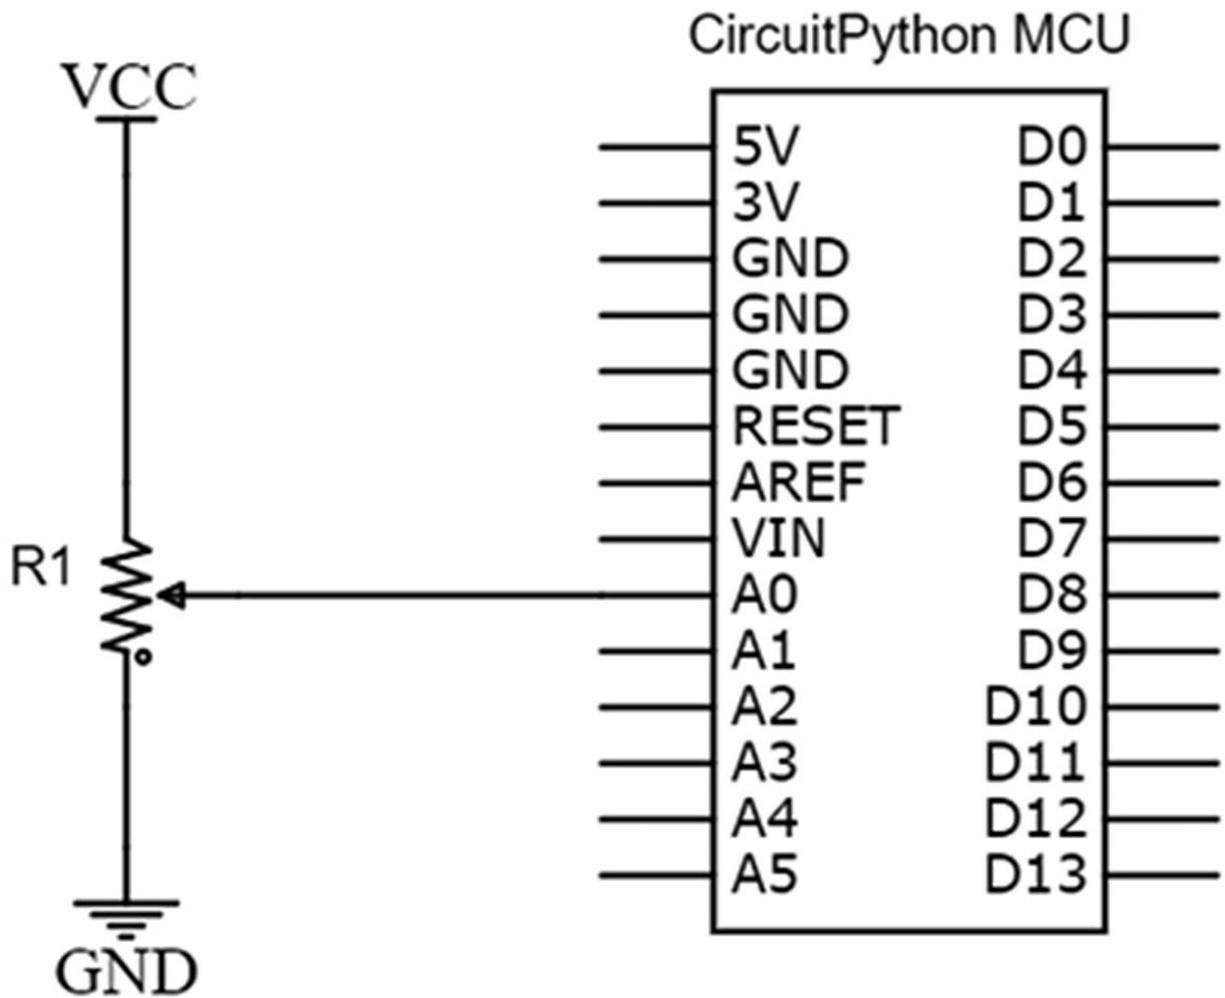 CircuitPython MCU
VCC
R1
GND
5V
3V
GND
GND
GND
RESET
AREF
VIN
A0
A1
A2
A3
A4
A5
D0
D1
D2
D3
D4
D5
D6
D7
D8
D9
D10
D11
D12
D13